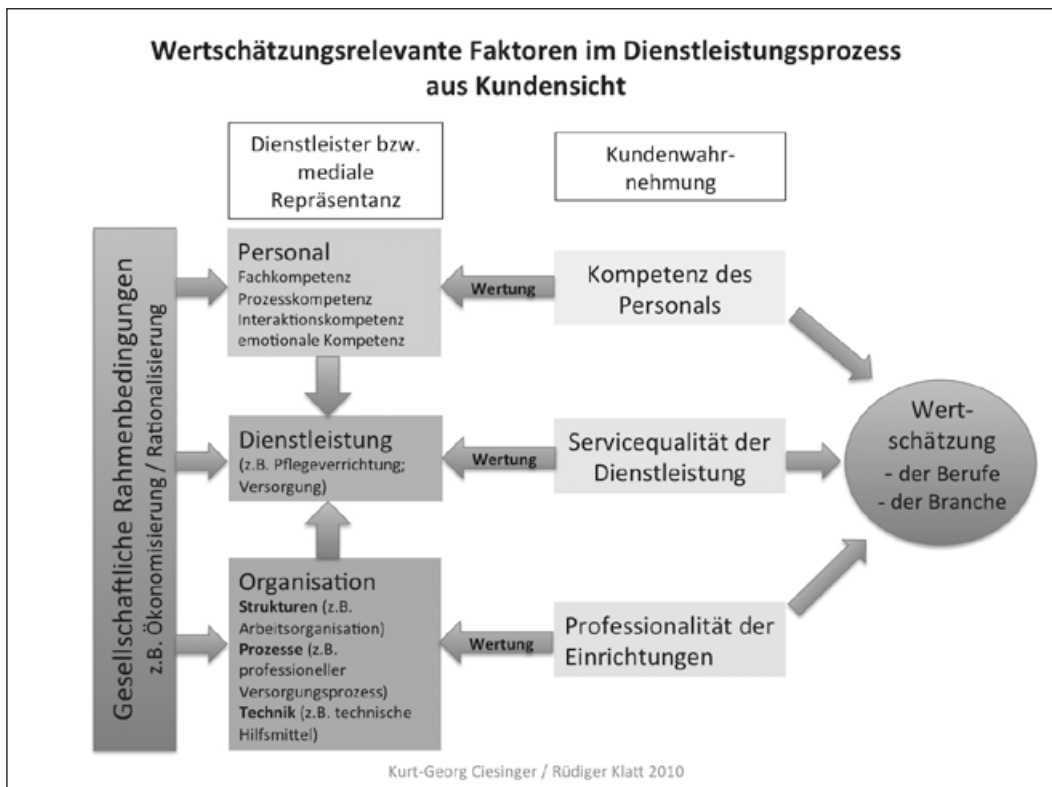 Wertschätzungsrelevante Faktoren im Dienstleistungsprozess
aus Kundensicht
Dienstleister bzw.
mediale
Repräsentanz
Kundenwahr-
nehmung
Gesellschaftliche Rahmenbedingungen
z.B. Ökonomisierung / Rationalisierung
Personal
Fachkompetenz
Prozesskompetenz
Interaktionskompetenz
emotionale Kompetenz
Wertung
Kompetenz des
Personals
Dienstleistung
(z.B. Pflegeverrichtung;
Versorgung)
Wertung
Servicequalität der
Dienstleistung
Wert-
schätzung
- der Berufe
- der Branche
Organisation
Strukturen (z.B.
Arbeitsorganisation)
Prozesse (z.B.
professioneller
Versorgungsprozess)
Technik (z.B. technische
Hilfsmittel)
Wertung
Professionalität der
Einrichtungen
Kurt-Georg Ciesinger / Rüdiger Klatt 2010